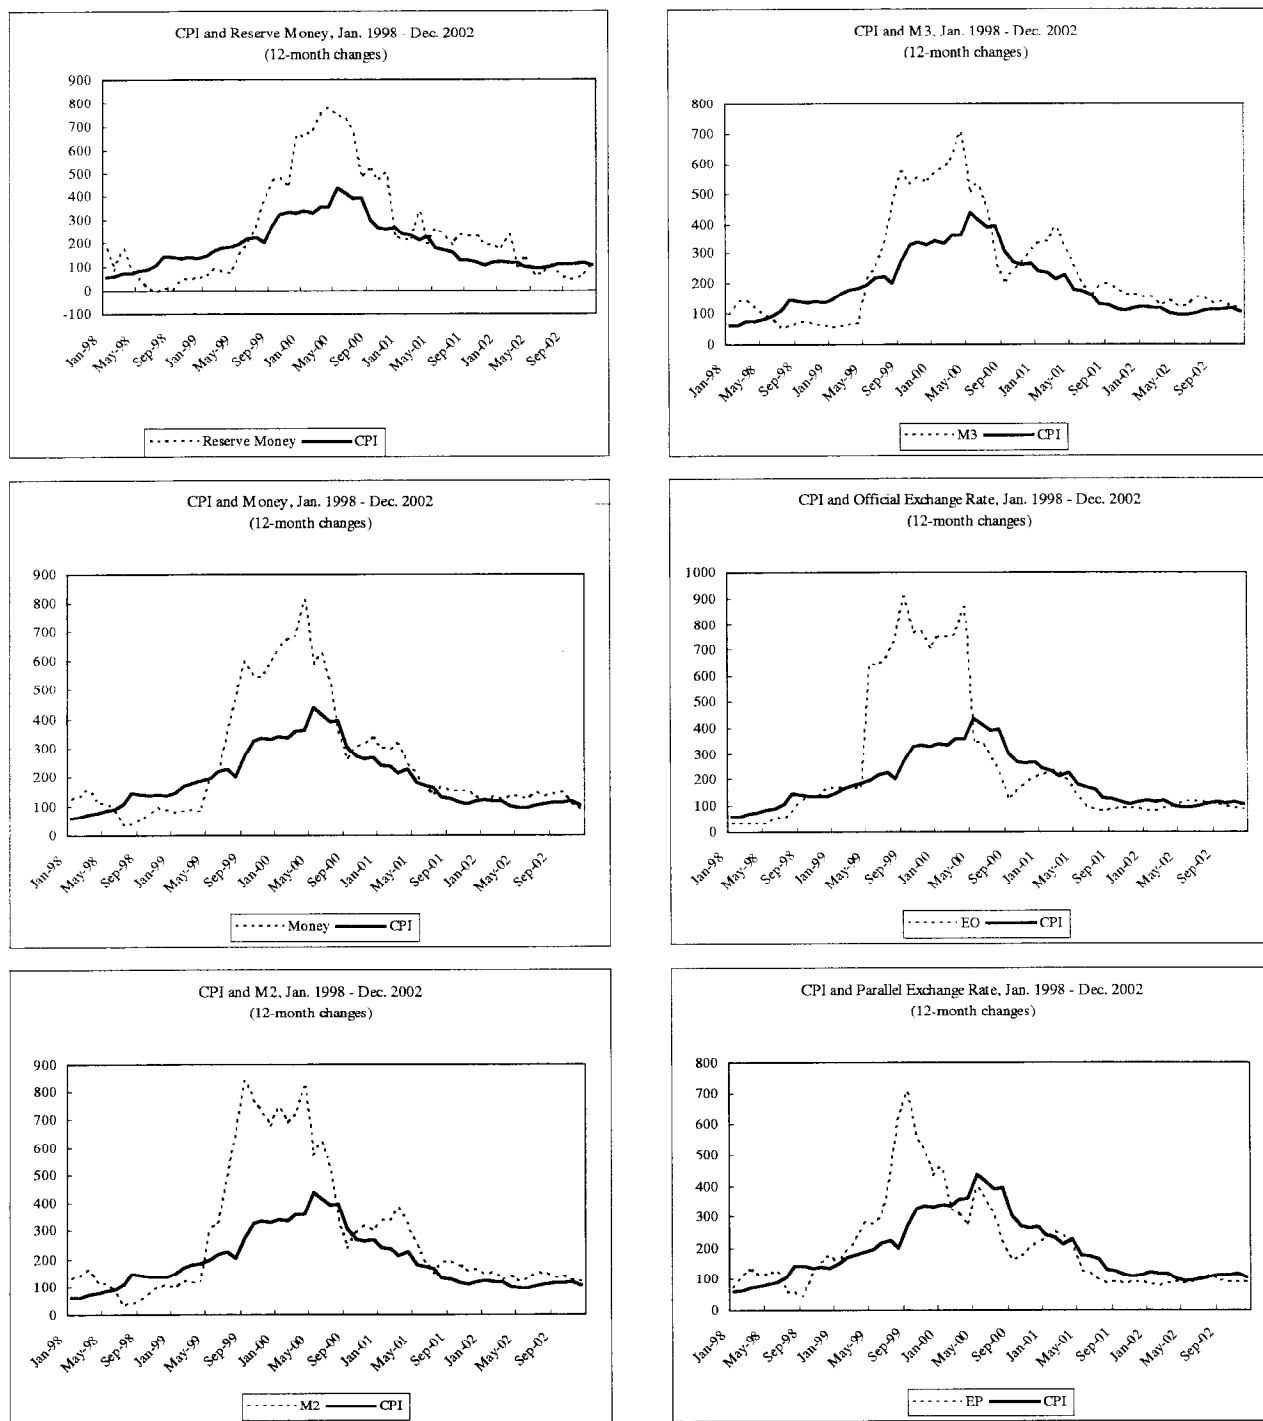 CPI and Reserve Money, Jan. 1998 - Dec. 2002
(12-month changes)
900
800
700
600
500
400
300
200
100
0
-100
Jan-98
May-98
Sep-98
Jan-99
May-99
Sep-99
Jan-00
May-00
Sep-00
Jan-01
May-01
Sep-01
Jan-02
May-02
Sep-02
Reserve Money CPI
CPI and M3, Jan. 1998 - Dec. 2002
(12-month changes)
800
700
600
500
400
300
200
100
0
Jan-98
May-98
Sep-98
Jan-99
May-99
Sep-99
Jan-00
May-00
Sep-00
Jan-01
May-01
Sep-01
Jan-02
May-02
Sep-02
M3 CPI
CPI and Money, Jan. 1998 - Dec. 2002
(12-month changes)
900
800
700
600
500
400
300
200
100
0
Jan-98
May-98
Sep-98
Jan-99
May-99
Sep-99
Jan-00
May-00
Sep-00
Jan-01
May-01
Sep-01
Jan-02
May-02
Sep-02
Money CPI
CPI and Official Exchange Rate, Jan. 1998 - Dec. 2002
(12-month changes)
1000
900
800
700
600
500
400
300
200
100
0
Jan-98
May-98
Sep-98
Jan-99
May-99
Sep-99
Jan-00
May-00
Sep-00
Jan-01
May-01
Sep-01
Jan-02
May-02
Sep-02
EO CPI
CPI and M2, Jan. 1998 - Dec. 2002
(12-month changes)
900
800
700
600
500
400
300
200
100
0
Jan-98
May-98
Sep-98
Jan-99
May-99
Sep-99
Jan-00
May-00
Sep-00
Jan-01
May-01
Sep-01
Jan-02
May-02
Sep-02
M2 CPI
CPI and Parallel Exchange Rate, Jan. 1998 - Dec. 2002
(12-month changes)
800
700
600
500
400
300
200
100
0
Jan-98
May-98
Sep-98
Jan-99
May-99
Sep-99
Jan-00
May-00
Sep-00
Jan-01
May-01
Sep-01
Jan-02
May-02
Sep-02
EP CPI